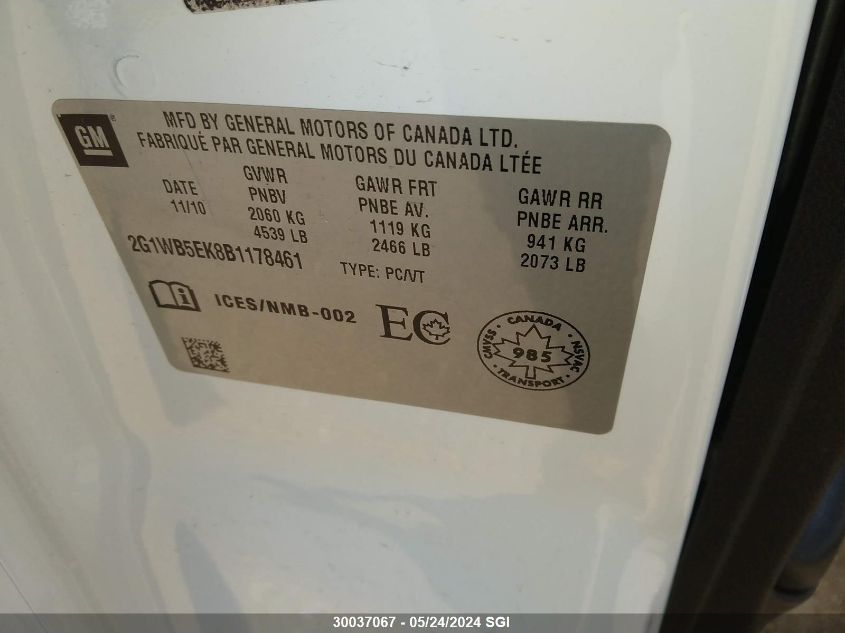 GM ®
MFD BY GENERAL MOTORS OF CANADA LTD.
FABRIQUÉ PAR GENERAL MOTORS DU CANADA LTÉE
DATE
11/10
GVWR
PNBV
2060 KG
4539 LB
GAWR FRT
PNBE AV.
1119 KG
2466 LB
GAWR RR
PNBE ARR.
941 KG
2073 LB
2G1WB5EK8B1178461
TYPE: PC/VT
ICES/NMB-002
EC
CANADA
CMVSS • NSVAC
985
• TRANSPORT •
30037067 - 05/24/2024 SGI